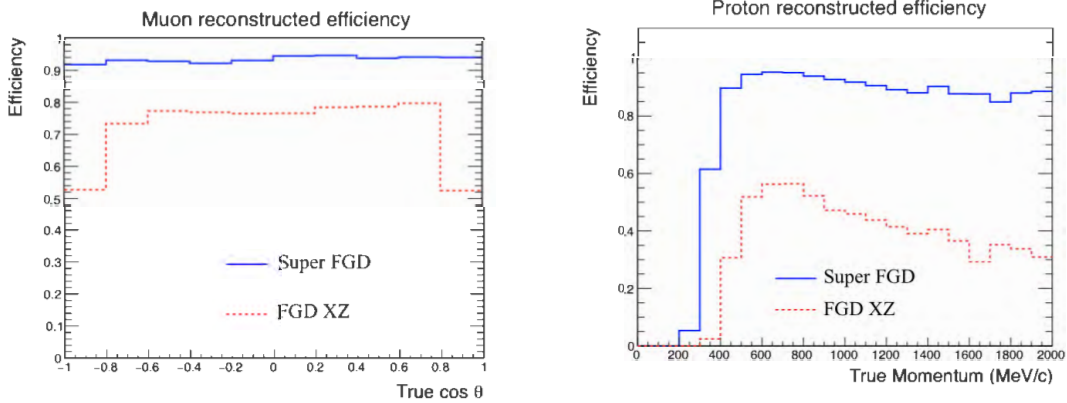 Muon reconstructed efficiency
Efficiency
1
0.9
0.8
0.7
0.6
0.5
0.4
0.3
0.2
0.1
0
-1 -0.8 -0.6 -0.4 -0.2 0 0.2 0.4 0.6 0.8 1
True cos θ
Super FGD
FGD XZ
Proton reconstructed efficiency
Efficiency
1
0.8
0.6
0.4
0.2
0
0 200 400 600 800 1000 1200 1400 1600 1800 2000
True Momentum (MeV/c)
Super FGD
FGD XZ